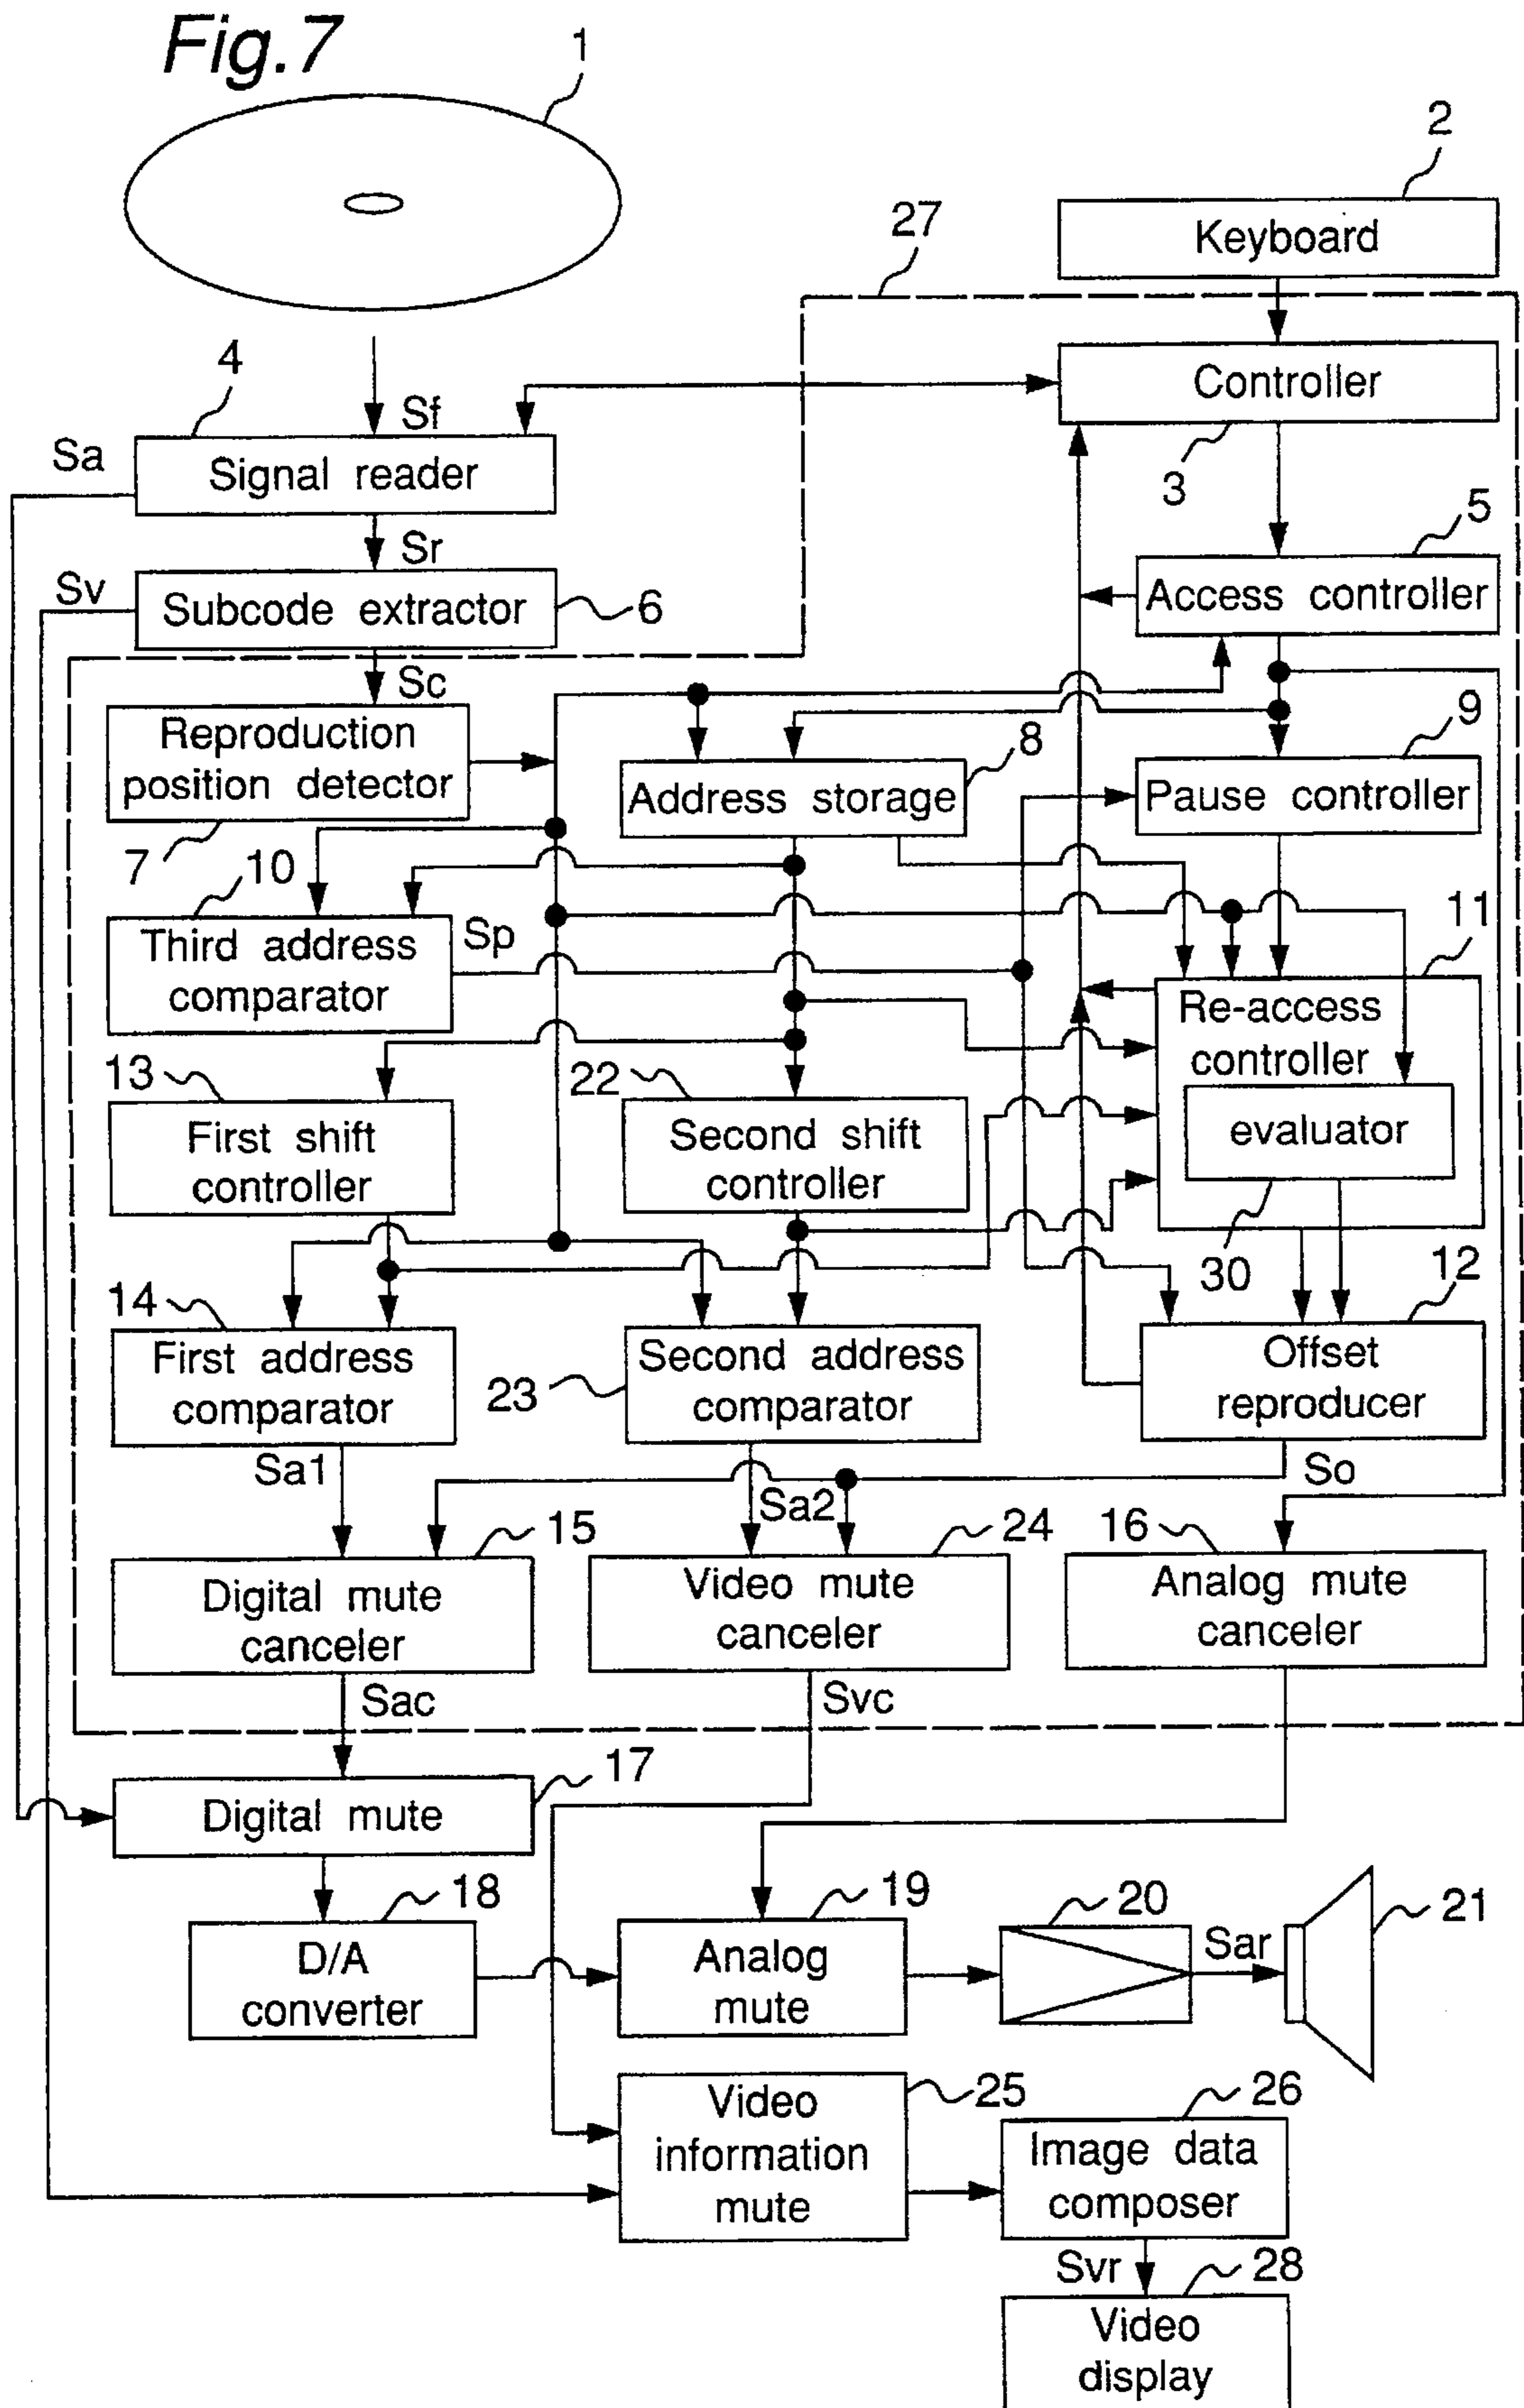 Fig.7
1
2
Keyboard
27
4
Controller
3
Sf
Sa
Signal reader
5
Sr
Sv
Subcode extractor
6
Access controller
Sc
Reproduction
position detector
7
8
Address storage
9
Pause controller
10
Third address
comparator
Sp
11
Re-access
controller
evaluator
30
13
First shift
controller
22
Second shift
controller
12
Offset
reproducer
14
First address
comparator
23
Second address
comparator
Sa1
Sa2
So
15
Digital mute
canceler
24
Video mute
canceler
16
Analog mute
canceler
Sac
Svc
17
Digital mute
18
D/A
converter
19
Analog
mute
20
Sar
21
25
Video
information
mute
26
Image data
composer
Svr
28
Video
display